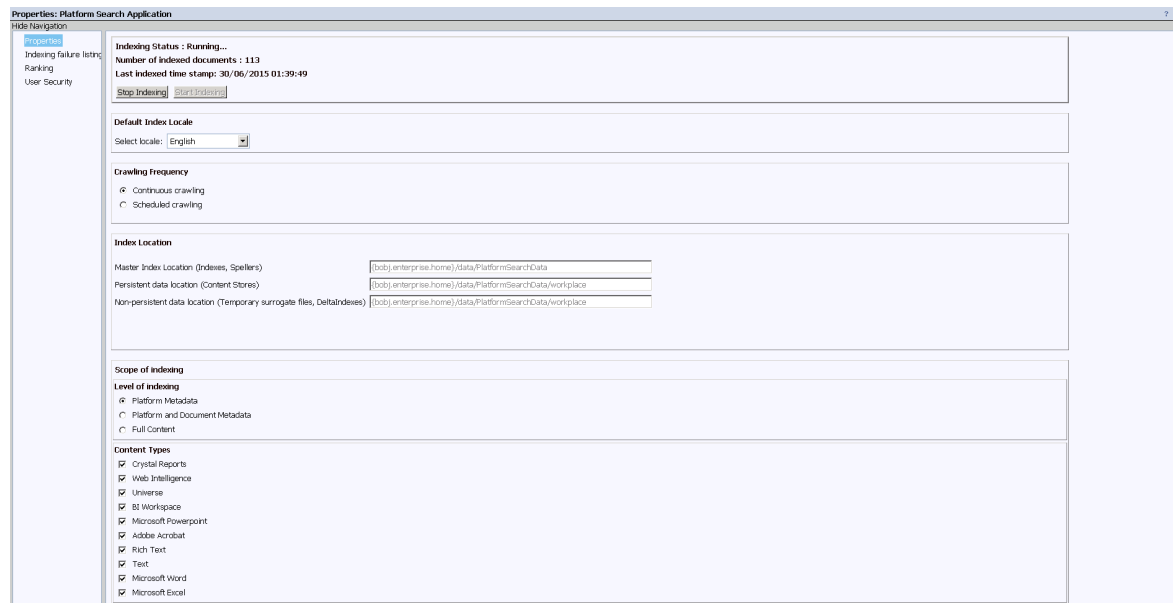 Properties: Platform Search Application ?
Hide Navigation
Properties
Indexing failure listing
Ranking
User Security
Indexing Status : Running...
Number of indexed documents : 113
Last indexed time stamp: 30/06/2015 01:39:49
Stop Indexing Start Indexing
Default Index Locale
Select locale: English
Crawling Frequency
Continuous crawling
Scheduled crawling
Index Location
Master Index Location (Indexes, Spellers) {bobj.enterprise.home}/data/PlatformSearchData
Persistent data location (Content Stores) {bobj.enterprise.home}/data/PlatformSearchData/workplace
Non-persistent data location (Temporary surrogate files, DeltaIndexes) {bobj.enterprise.home}/data/PlatformSearchData/workplace
Scope of indexing
Level of indexing
Platform Metadata
Platform and Document Metadata
Full Content
Content Types
Crystal Reports
Web Intelligence
Universe
BI Workspace
Microsoft Powerpoint
Adobe Acrobat
Rich Text
Text
Microsoft Word
Microsoft Excel